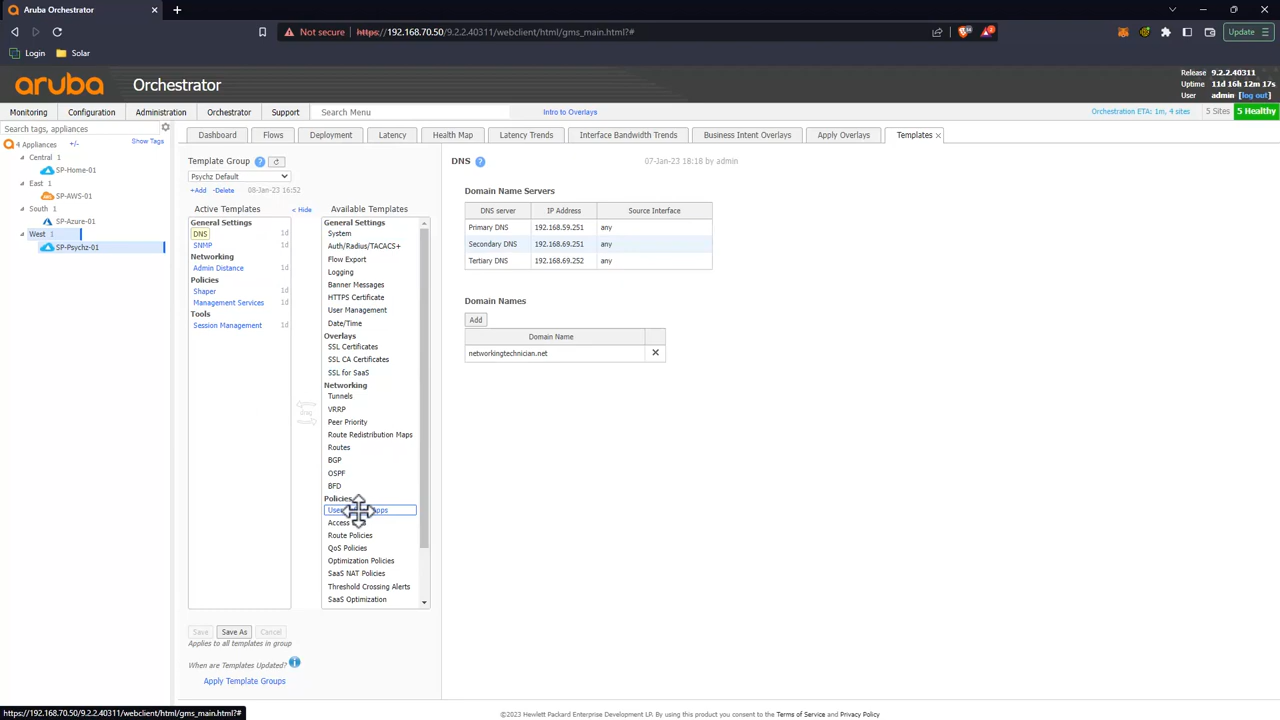 Aruba Orchestrator
Not secure https://192.168.70.50/9.2.2.40311/webclient/html/gms_main.html?#
Update
Login Solar
aruba Orchestrator
Release 9.2.2.40311
Uptime 11d 16h 12m 17s
User admin [log out]
Monitoring Configuration Administration Orchestrator Support Search Menu Intro to Overlays Orchestration ETA: 1m, 4 sites 5 Sites 5 Healthy
Search tags, appliances
4 Appliances +/- Show Tags
Central 1
SP-Home-01
East 1
SP-AWS-01
South 1
SP-Azure-01
West 1
SP-Psychz-01
Dashboard Flows Deployment Latency Health Map Latency Trends Interface Bandwidth Trends Business Intent Overlays Apply Overlays Templates
Template Group
Psychz Default
+Add -Delete 08-Jan-23 16:52
Active Templates < Hide
General Settings
DNS
SNMP 1d
Networking
Admin Distance 1d
Policies
Shaper 1d
Management Services 1d
Tools
Session Management 1d
Available Templates
General Settings
System
Auth/Radius/TACACS+
Flow Export
Logging
Banner Messages
HTTPS Certificate
User Management
Date/Time
Overlays
SSL Certificates
SSL CA Certificates
SSL for SaaS
Networking
Tunnels
VRRP
Peer Priority
Route Redistribution Maps
Routes
BGP
OSPF
BFD
Policies
Access
Route Policies
QoS Policies
Optimization Policies
SaaS NAT Policies
Threshold Crossing Alerts
SaaS Optimization
Drag
Save Save As Cancel
Applies to all templates in group
When are Templates Updated?
Apply Template Groups
DNS 07-Jan-23 18:18 by admin
Domain Name Servers
DNS server IP Address Source Interface
Primary DNS 192.168.59.251 any
Secondary DNS 192.168.69.251 any
Tertiary DNS 192.168.69.252 any
Domain Names
Add
Domain Name
networkingtechnician.net
https://192.168.70.50/9.2.2.40311/webclient/html/gms_main.html?#
©2023 Hewlett Packard Enterprise Development LP. By using this product you consent to the Terms of Service and Privacy Policy